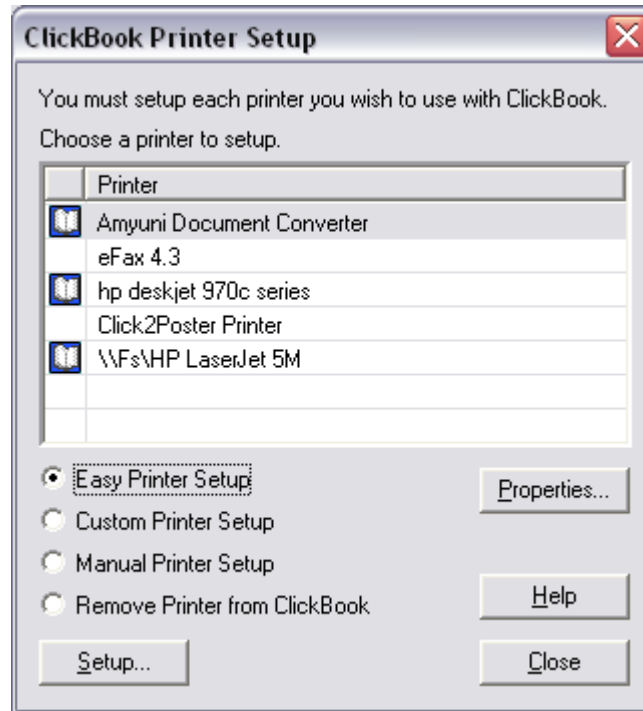 ClickBook Printer Setup
You must setup each printer you wish to use with ClickBook.
Choose a printer to setup.
Printer
Amyuni Document Converter
eFax 4.3
hp deskjet 970c series
Click2Poster Printer
\\Fs\HP LaserJet 5M
Easy Printer Setup
Properties...
Custom Printer Setup
Manual Printer Setup
Help
Remove Printer from ClickBook
Setup...
Close